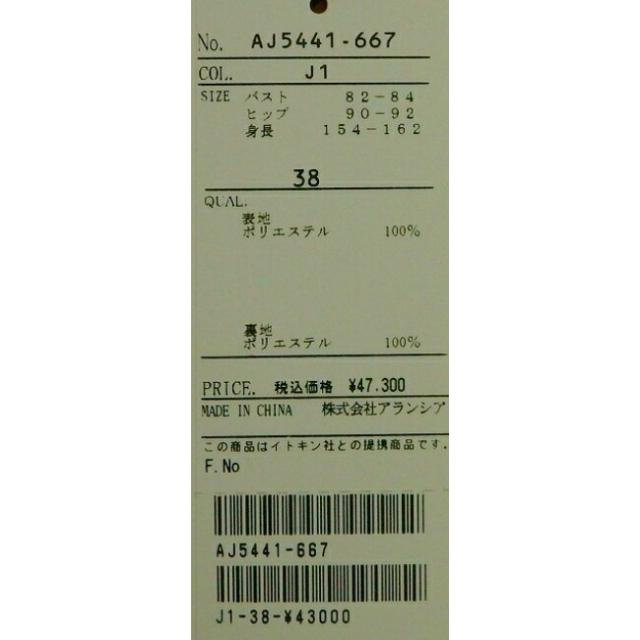 No. AJ5441-667
COL. J1
SIZE バスト 82-84
ヒップ 90-92
身長 154-162
38
QUAL.
表地
ポリエステル 100%
裏地
ポリエステル 100%
PRICE. 税込価格 ¥47.300
MADE IN CHINA 株式会社アランシア
この商品はイトキン社との提携商品です.
F.No
AJ5441-667
J1-38-¥43000